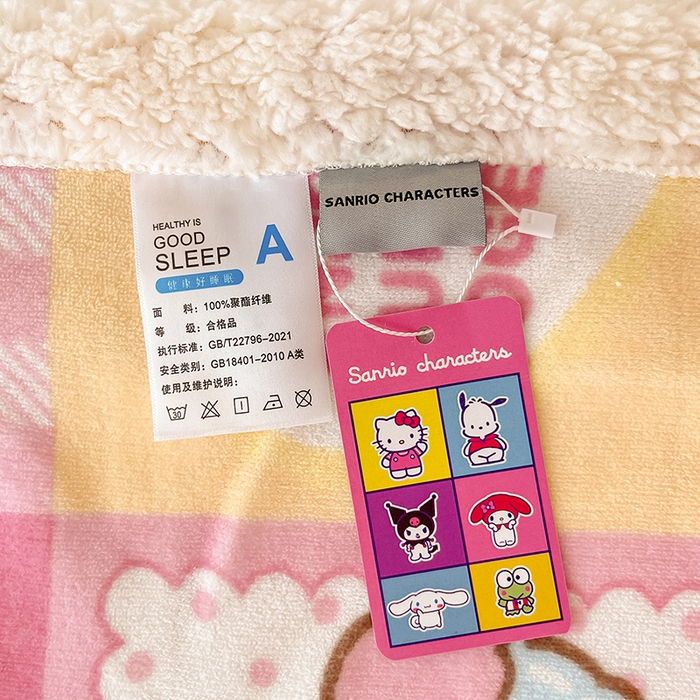 HEALTHY IS
GOOD
SLEEP
A
健康好睡眠
面 料：100%聚酯纤维
等 级：合格品
执行标准：GB/T22796-2021
安全类别：GB18401-2010 A类
使用及维护说明：
30
SANRIO CHARACTERS
Sanrio characters